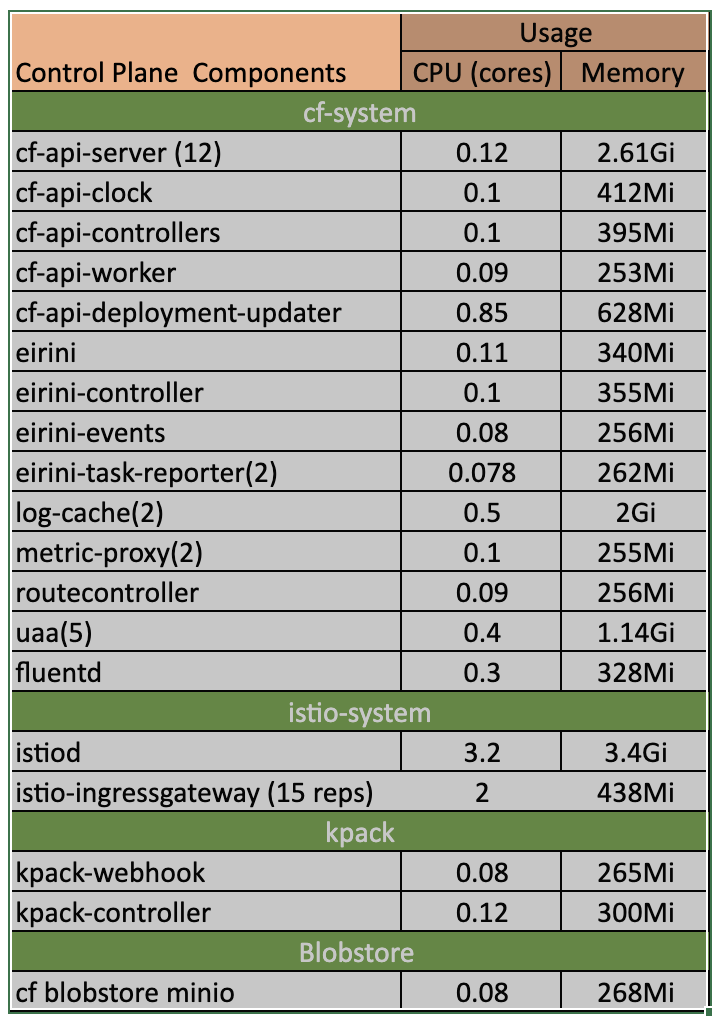 Usage
Control Plane Components CPU (cores) Memory
cf-system
cf-api-server (12) 0.12 2.61Gi
cf-api-clock 0.1 412Mi
cf-api-controllers 0.1 395Mi
cf-api-worker 0.09 253Mi
cf-api-deployment-updater 0.85 628Mi
eirini 0.11 340Mi
eirini-controller 0.1 355Mi
eirini-events 0.08 256Mi
eirini-task-reporter(2) 0.078 262Mi
log-cache(2) 0.5 2Gi
metric-proxy(2) 0.1 255Mi
routecontroller 0.09 256Mi
uaa(5) 0.4 1.14Gi
fluentd 0.3 328Mi
istio-system
istiod 3.2 3.4Gi
istio-ingressgateway (15 reps) 2 438Mi
kpack
kpack-webhook 0.08 265Mi
kpack-controller 0.12 300Mi
Blobstore
cf blobstore minio 0.08 268Mi